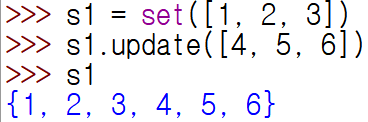 >>> s1 = set([1, 2, 3])
>>> s1.update([4, 5, 6])
>>> s1
{1, 2, 3, 4, 5, 6}